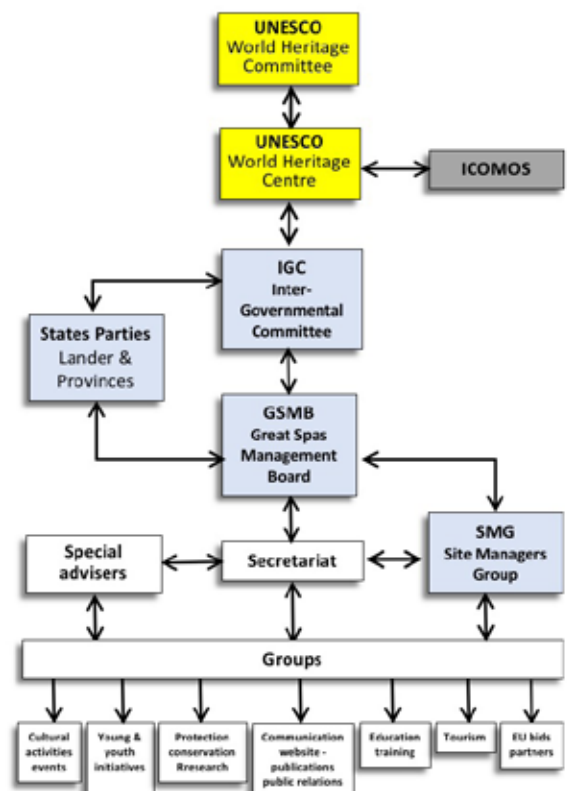 UNESCO
World Heritage
Committee
UNESCO
World Heritage
Centre
ICOMOS
IGC
Inter-
Governmental
Committee
States Parties
Lander &
Provinces
GSMB
Great Spas
Management
Board
Special
advisers
Secretariat
SMG
Site Managers
Group
Groups
Cultural
activities
events
Young &
youth
initiatives
Protection
conservation
Rresearch
Communication
website -
publications
public relations
Education
training
Tourism
EU bids
partners